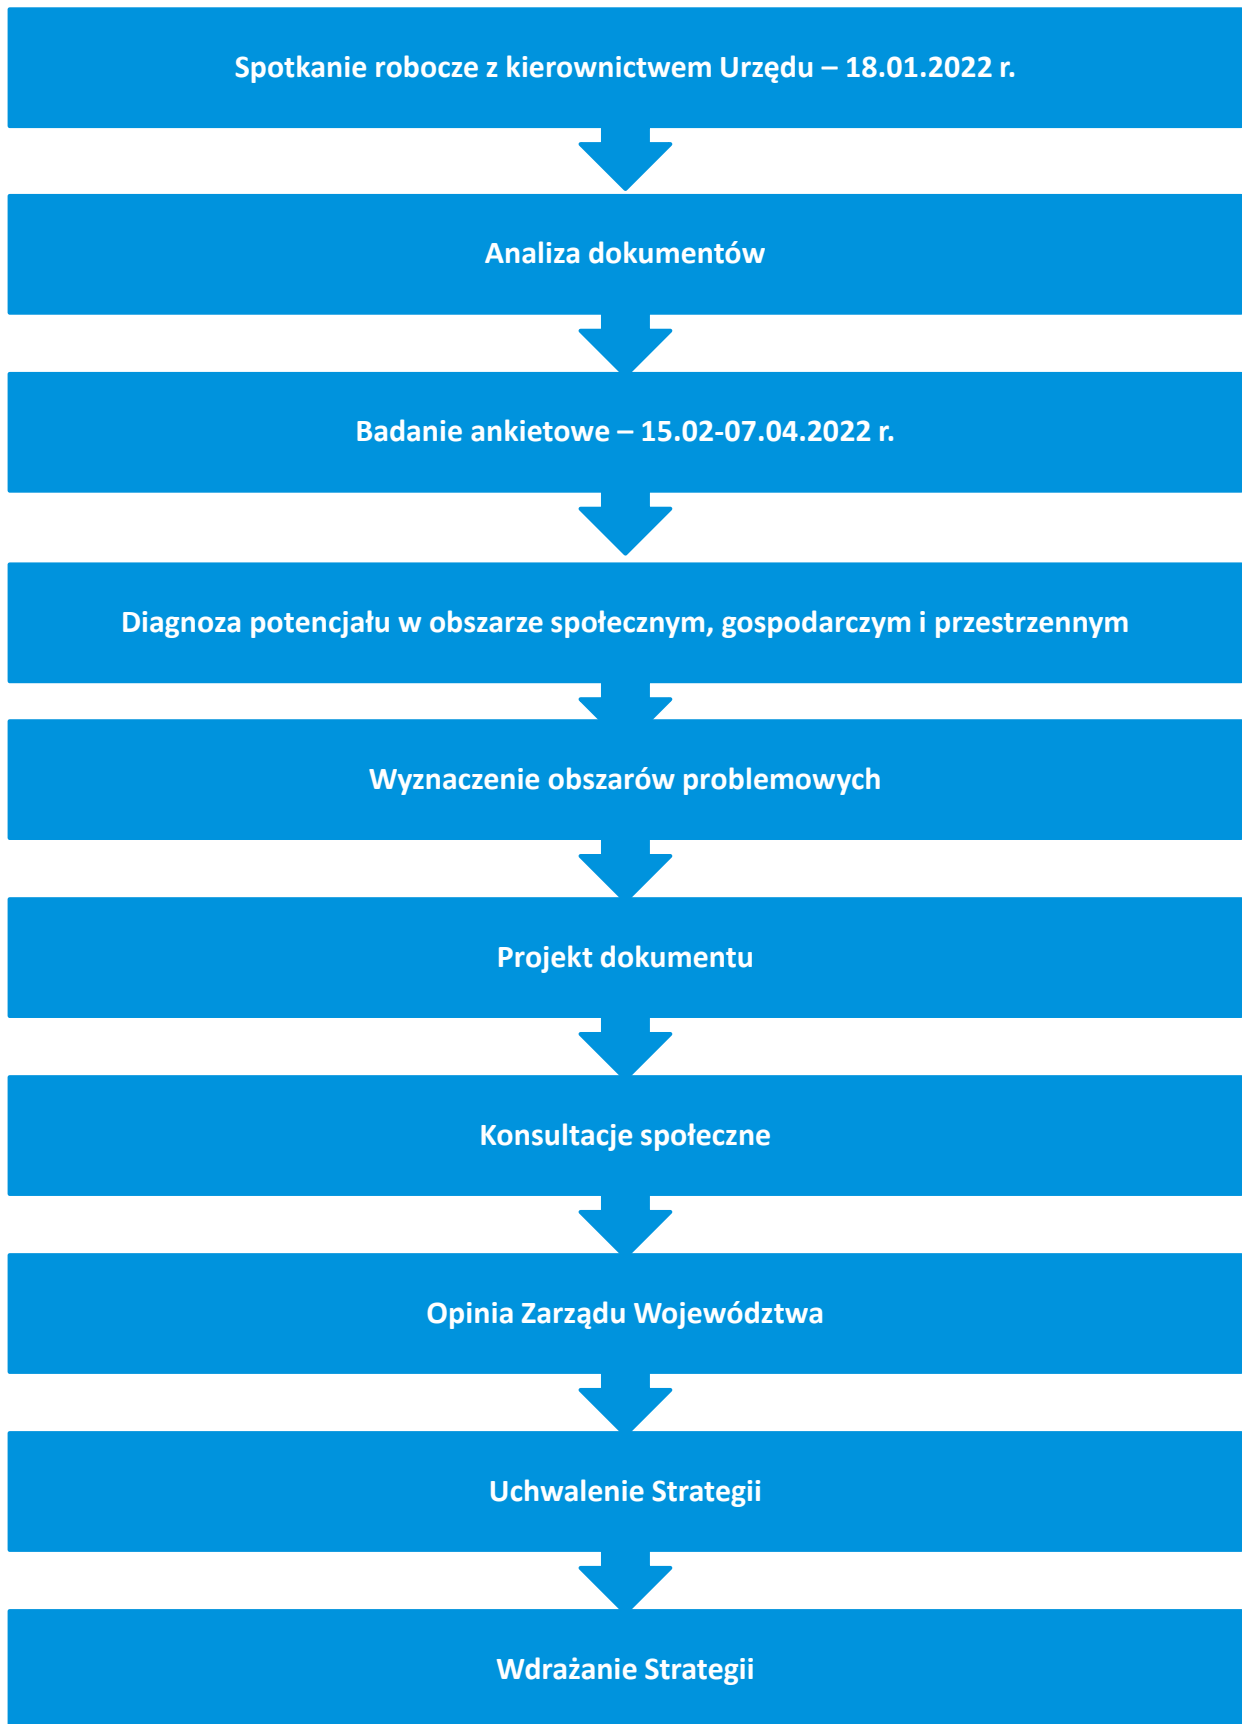 Spotkanie robocze z kierownictwem Urzędu – 18.01.2022 r.
Analiza dokumentów
Badanie ankietowe – 15.02-07.04.2022 r.
Diagnoza potencjału w obszarze społecznym, gospodarczym i przestrzennym
Wyznaczenie obszarów problemowych
Projekt dokumentu
Konsultacje społeczne
Opinia Zarządu Województwa
Uchwalenie Strategii
Wdrażanie Strategii